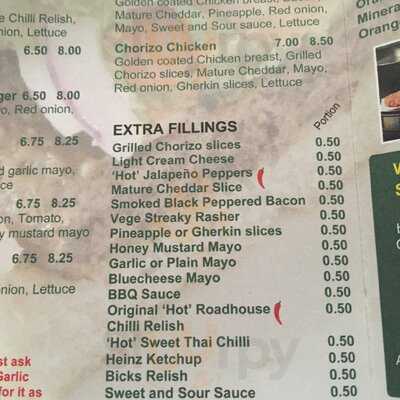 e Chilli Relish,
nion, Lettuce
6.50 8.00
ger 6.50 8.00
o, Red onion,
6.75 8.25
d garlic mayo,
6.75 8.25
on, Tomato,
y mustard mayo
6.75 8.25
nion, Lettuce
st ask
Garlic
for it as
Golden coated Chicken breast,
Mature Cheddar, Pineapple, Red onion,
Mayo, Sweet and Sour sauce, Lettuce
Chorizo Chicken 7.00 8.50
Golden coated Chicken breast, Grilled
Chorizo slices, Mature Cheddar, Mayo,
Red onion, Gherkin slices, Lettuce
EXTRA FILLINGS Portion
Grilled Chorizo slices 0.50
Light Cream Cheese 0.50
'Hot' Jalapeño Peppers 0.50
Mature Cheddar Slice 0.50
Smoked Black Peppered Bacon 0.50
Vege Streaky Rasher 0.50
Pineapple or Gherkin slices 0.50
Honey Mustard Mayo 0.50
Garlic or Plain Mayo 0.50
Bluecheese Mayo 0.50
BBQ Sauce 0.50
Original 'Hot' Roadhouse 0.50
Chilli Relish
'Hot' Sweet Thai Chilli 0.50
Heinz Ketchup 0.50
Bicks Relish 0.50
Sweet and Sour Sauce 0.50
Minera
Orang